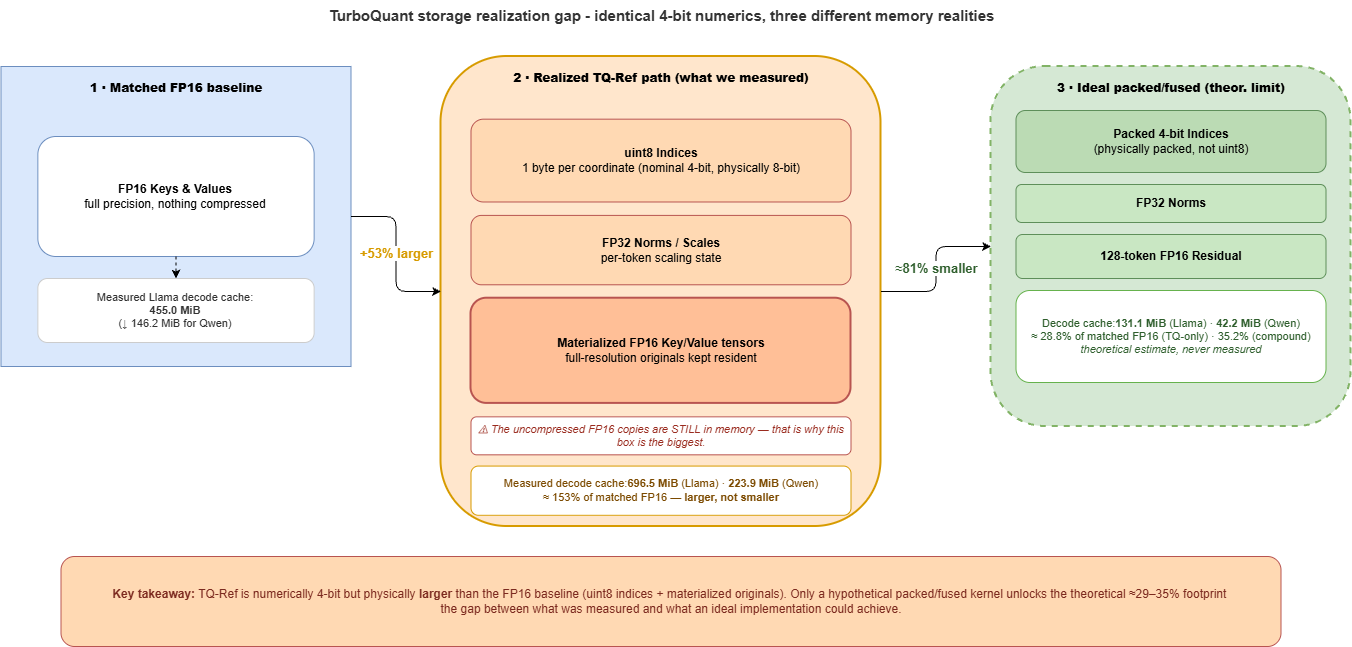 TurboQuant storage realization gap - identical 4-bit numerics, three different memory realities
1 · Matched FP16 baseline
FP16 Keys & Values
full precision, nothing compressed
Measured Llama decode cache:
455.0 MiB
(↓ 146.2 MiB for Qwen)
+53% larger
2 · Realized TQ-Ref path (what we measured)
uint8 Indices
1 byte per coordinate (nominal 4-bit, physically 8-bit)
FP32 Norms / Scales
per-token scaling state
Materialized FP16 Key/Value tensors
full-resolution originals kept resident
⚠ The uncompressed FP16 copies are STILL in memory — that is why this
box is the biggest.
Measured decode cache:696.5 MiB (Llama) · 223.9 MiB (Qwen)
≈ 153% of matched FP16 — larger, not smaller
≈81% smaller
3 · Ideal packed/fused (theor. limit)
Packed 4-bit Indices
(physically packed, not uint8)
FP32 Norms
128-token FP16 Residual
Decode cache:131.1 MiB (Llama) · 42.2 MiB (Qwen)
≈ 28.8% of matched FP16 (TQ-only) · 35.2% (compound)
theoretical estimate, never measured
Key takeaway: TQ-Ref is numerically 4-bit but physically larger than the FP16 baseline (uint8 indices + materialized originals). Only a hypothetical packed/fused kernel unlocks the theoretical ≈29–35% footprint
the gap between what was measured and what an ideal implementation could achieve.